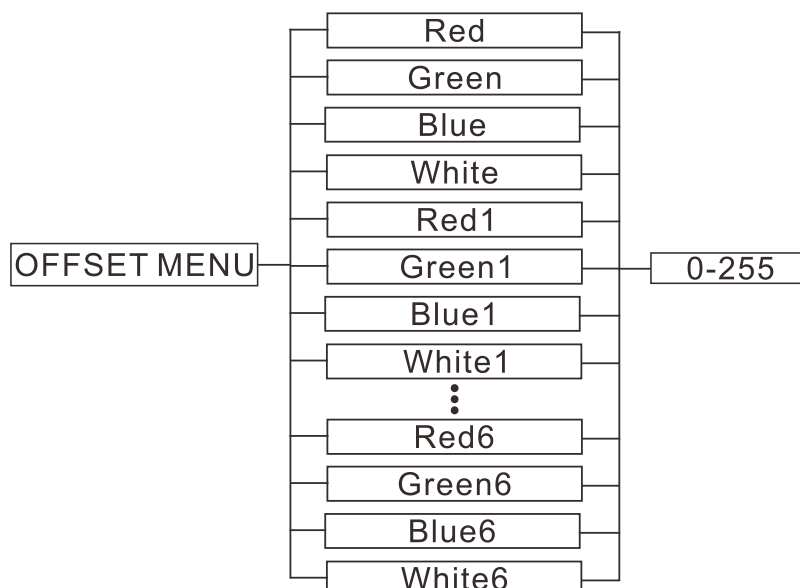 Red
Green
Blue
White
Red1
OFFSET MENU
Green1
0-255
Blue1
White1
Red6
Green6
Blue6
White6